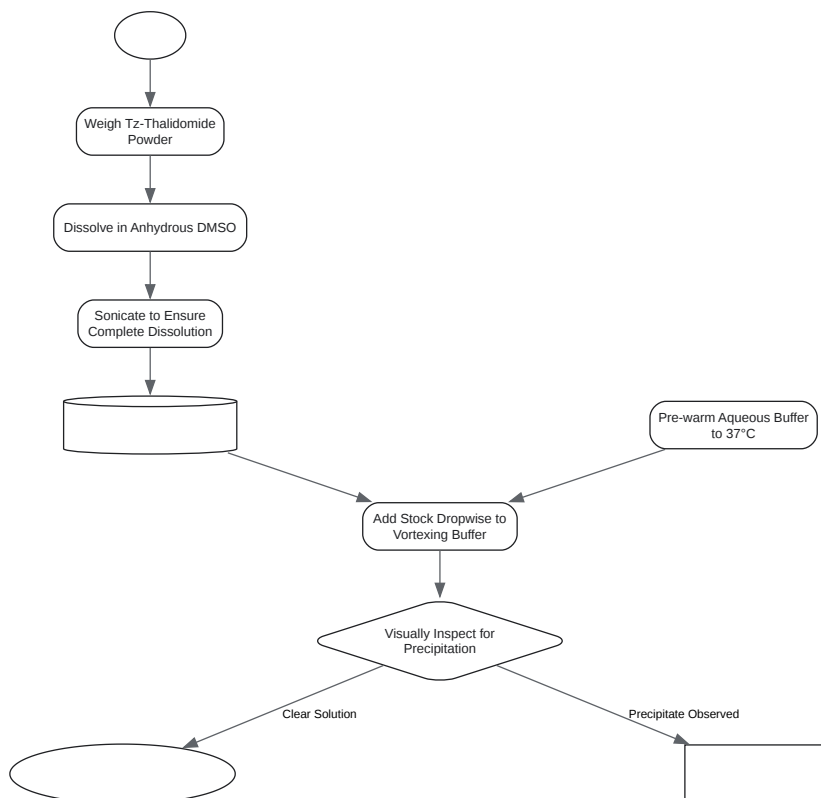 Weigh Tz-Thalidomide
Powder
Dissolve in Anhydrous DMSO
Sonicate to Ensure
Complete Dissolution
Pre-warm Aqueous Buffer
to 37°C
Add Stock Dropwise to
Vortexing Buffer
Visually Inspect for
Precipitation
Clear Solution
Precipitate Observed